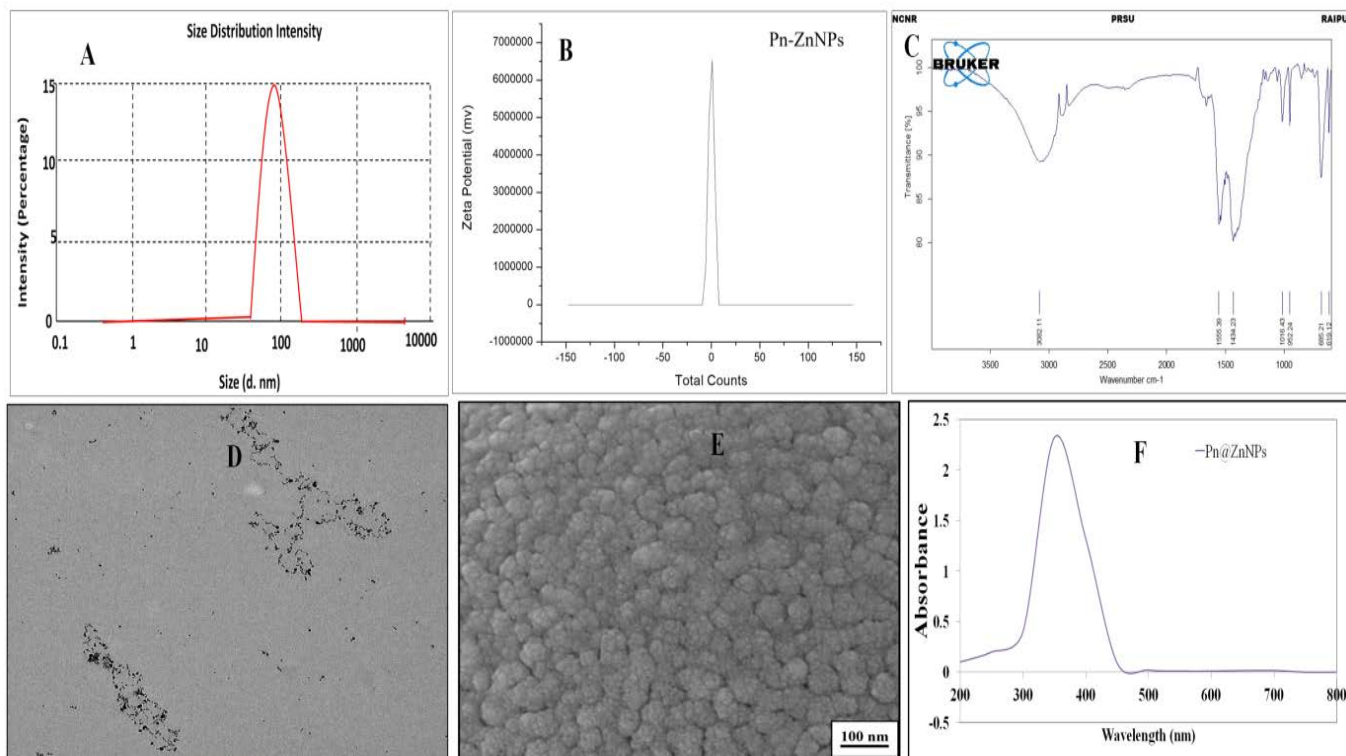 A
Size Distribution Intensity
Intensity (Percentage)
15
10
5
0
0.1 1 10 100 1000 10000
Size (d. nm)
B
Pn-ZnNPs
Zeta Potential (mv)
7000000
6000000
5000000
4000000
3000000
2000000
1000000
0
-1000000
-150 -100 -50 0 50 100 150
Total Counts
NCNR PRSU RAIPU
C
BRUKER
Transmittance [%]
100
95
90
85
80
3082.11
1555.39
1434.23
1016.43
952.24
685.21
3500 3000 2500 2000 1500 1000
Wavenumber cm-1
D
E
100 nm
F
Pn@ZnNPs
Absorbance
2.5
2
1.5
1
0.5
0
-0.5
200 300 400 500 600 700 800
Wavelength (nm)